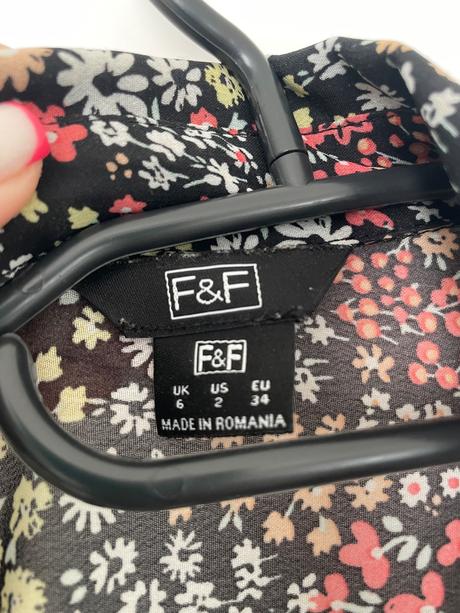 F&F
F&F
UK US EU
6 2 34
MADE IN ROMANIA